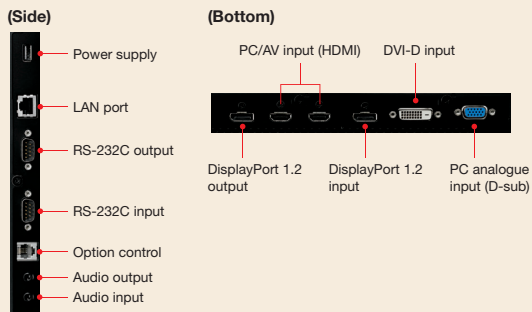 (Side)
Power supply
LAN port
RS-232C output
RS-232C input
Option control
Audio output
Audio input
(Bottom)
PC/AV input (HDMI)
DVI-D input
DisplayPort 1.2
output
DisplayPort 1.2
input
PC analogue
input (D-sub)